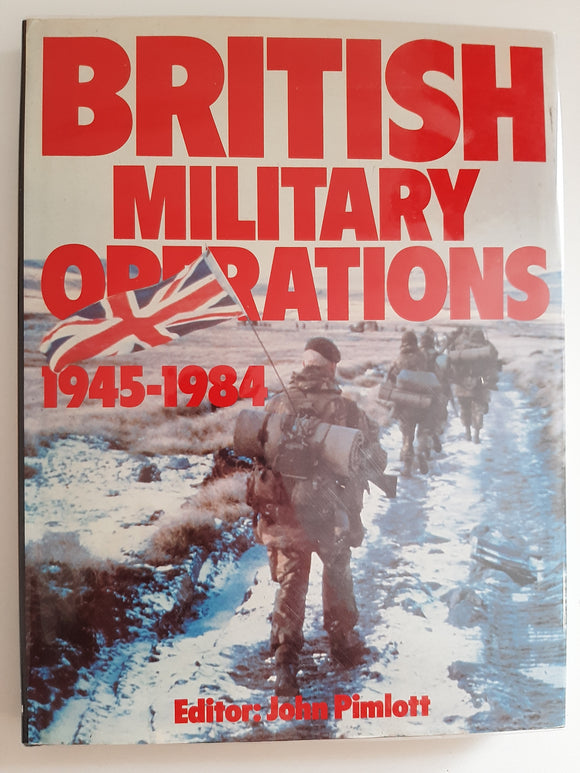 BRITISH
MILITARY
OPERATIONS
1945-1984
Editor: John Pimlott